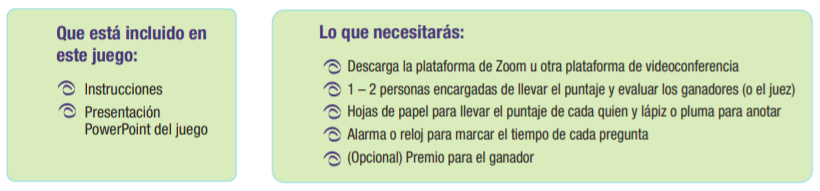 Que está incluido en
este juego:
Instrucciones
Presentación
PowerPoint del juego
Lo que necesitarás:
Descarga la plataforma de Zoom u otra plataforma de videoconferencia
1 – 2 personas encargadas de llevar el puntaje y evaluar los ganadores (o el juez)
Hojas de papel para llevar el puntaje de cada quien y lápiz o pluma para anotar
Alarma o reloj para marcar el tiempo de cada pregunta
(Opcional) Premio para el ganador